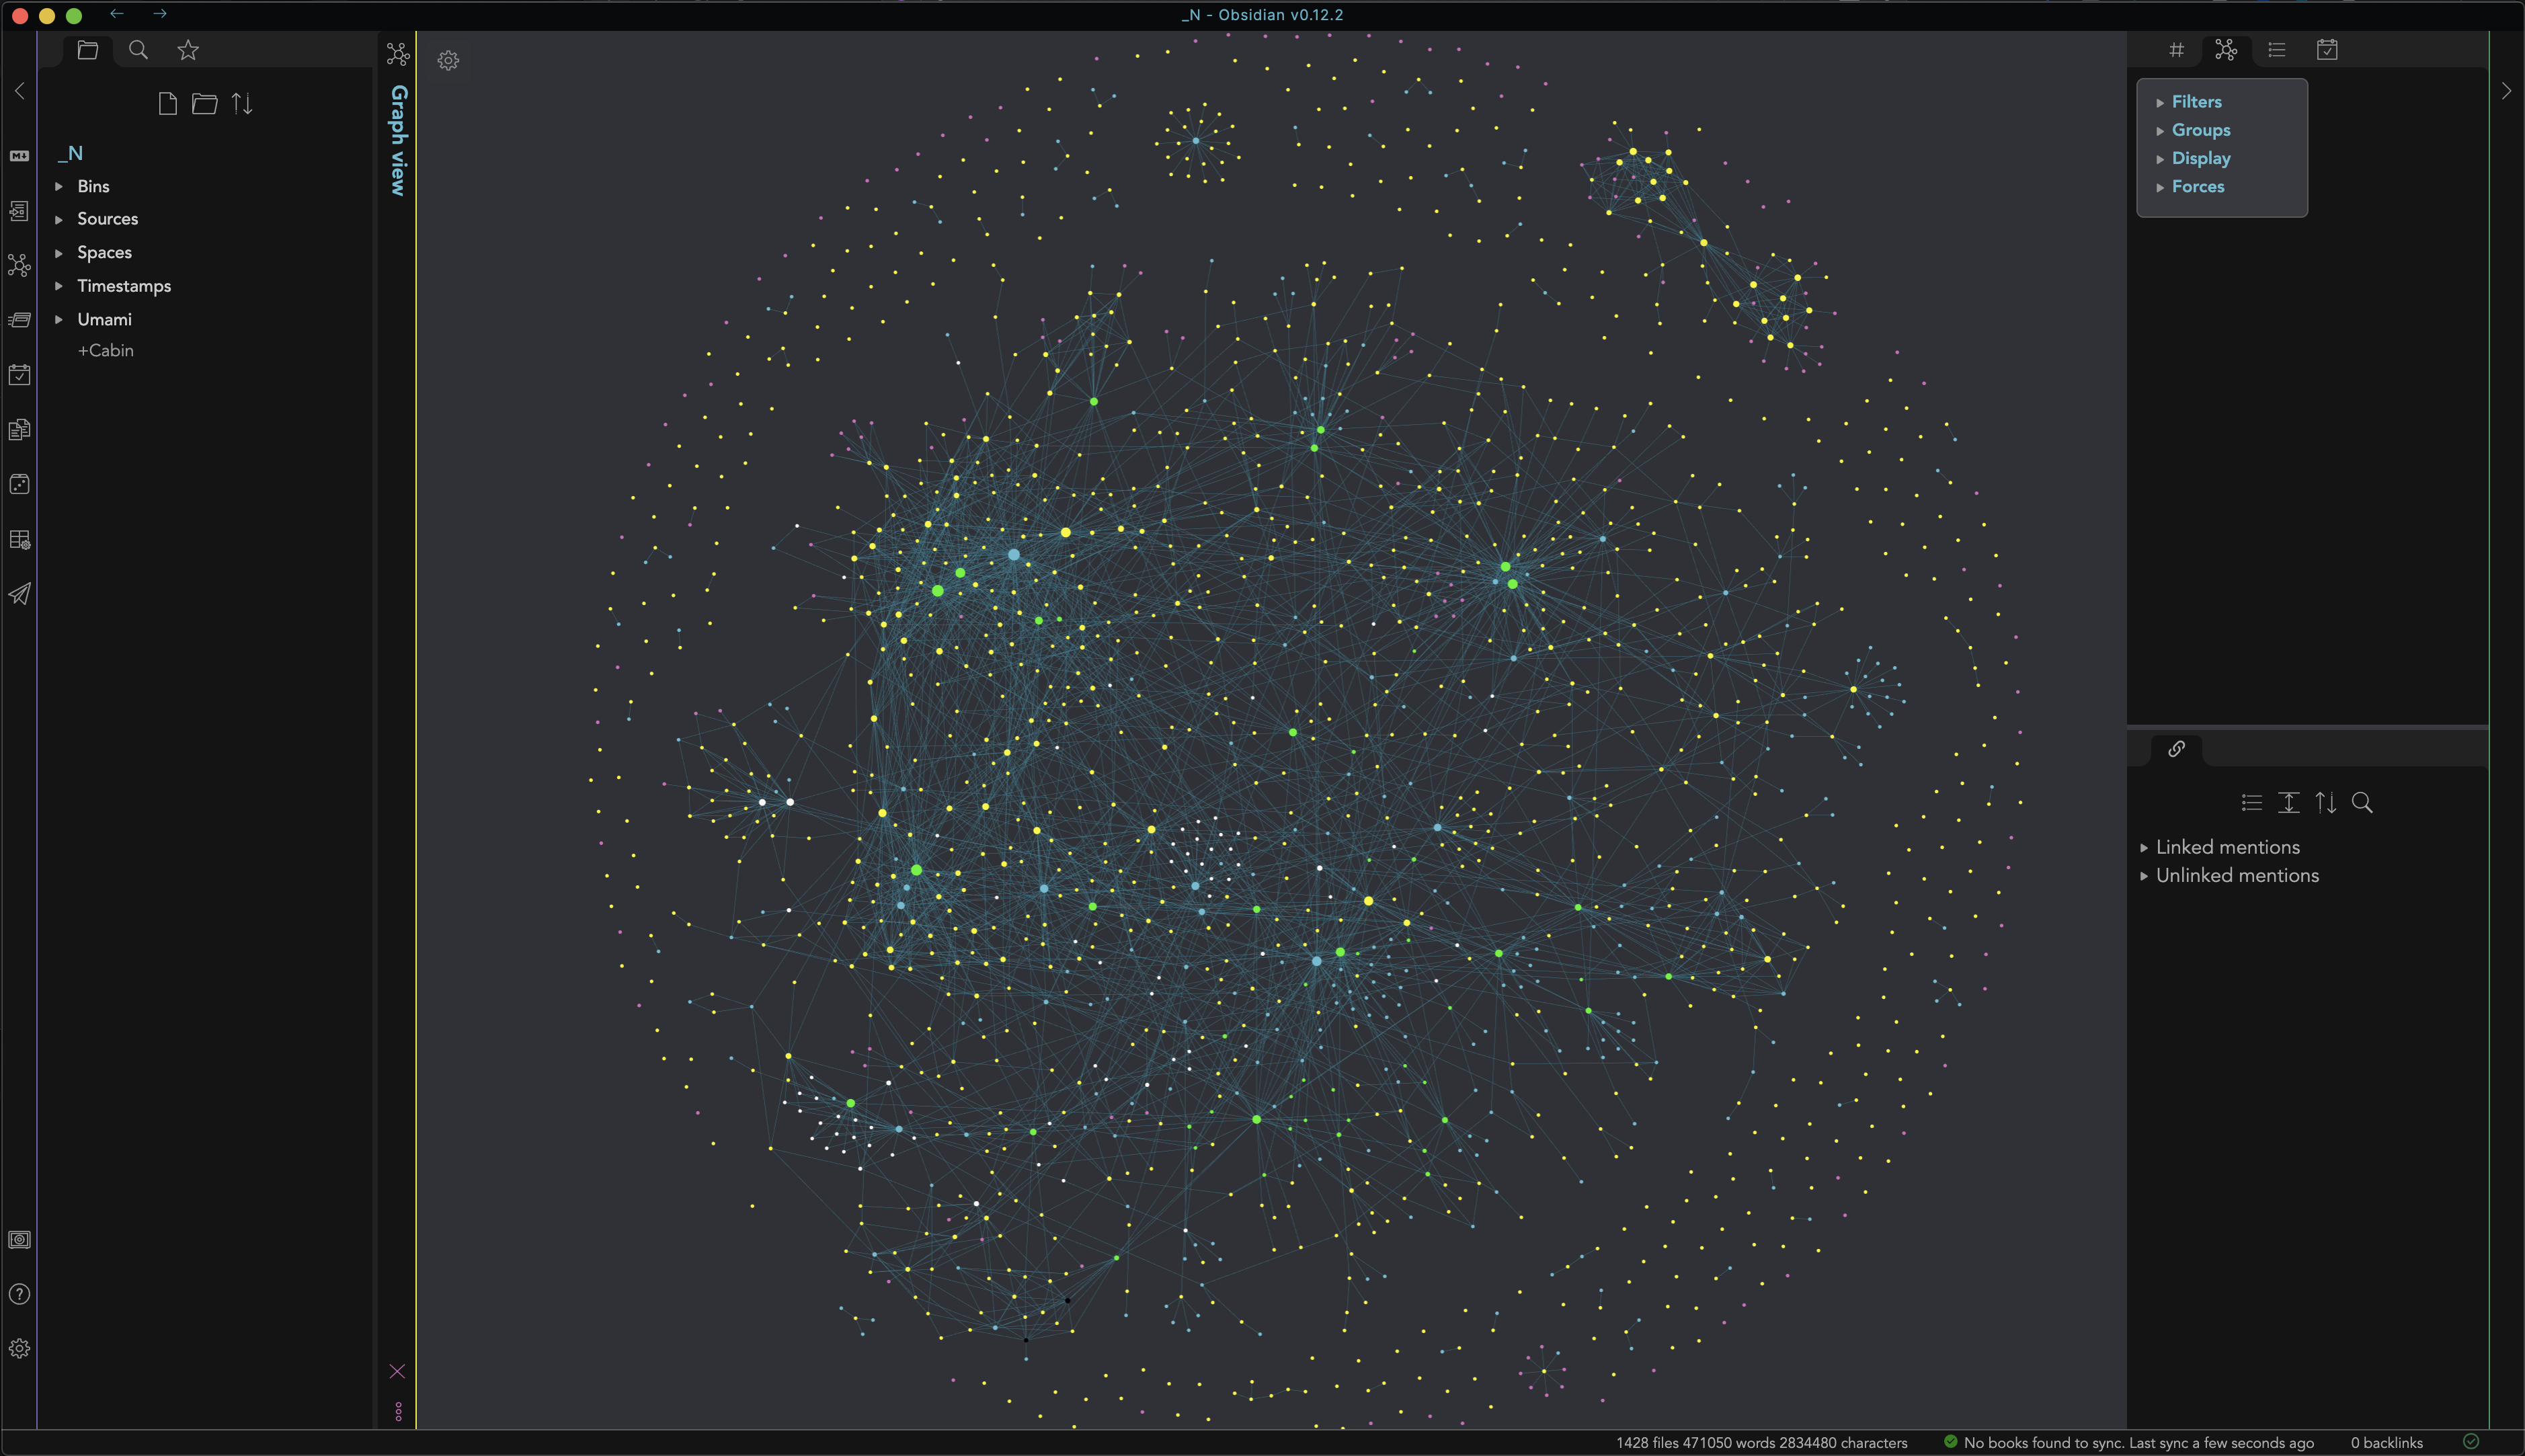 _N - Obsidian v0.12.2
M↓
_N
Bins
Sources
Spaces
Timestamps
Umami
+Cabin
Graph view
Filters
Groups
Display
Forces
Linked mentions
Unlinked mentions
1428 files 471050 words 2834480 characters
No books found to sync. Last sync a few seconds ago
0 backlinks